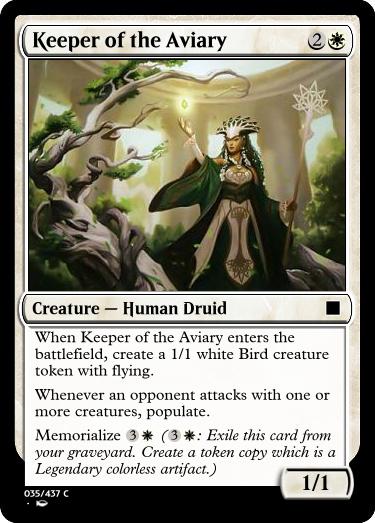 Keeper of the Aviary 2
Creature — Human Druid
When Keeper of the Aviary enters the
battlefield, create a 1/1 white Bird creature
token with flying.
Whenever an opponent attacks with one or
more creatures, populate.
Memorialize 3 (3: Exile this card from
your graveyard. Create a token copy which is a
Legendary colorless artifact.)
1/1
035/437 C